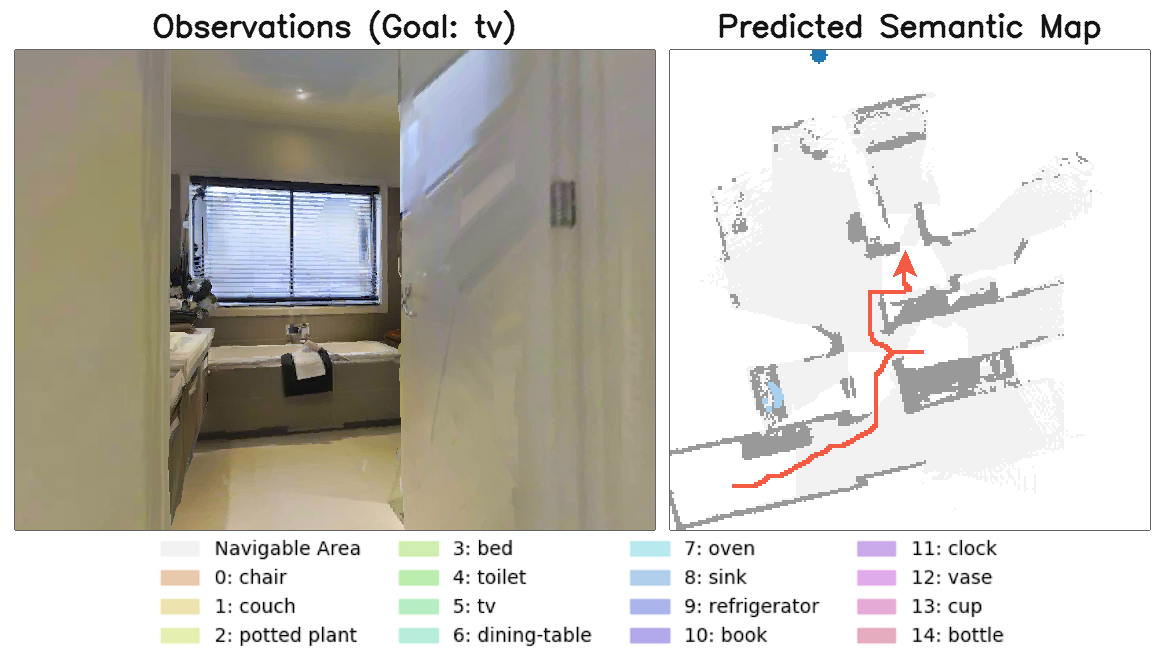 Observations (Goal: tv)
Predicted Semantic Map
Navigable Area
0: chair
1: couch
2: potted plant
3: bed
4: toilet
5: tv
6: dining-table
7: oven
8: sink
9: refrigerator
10: book
11: clock
12: vase
13: cup
14: bottle